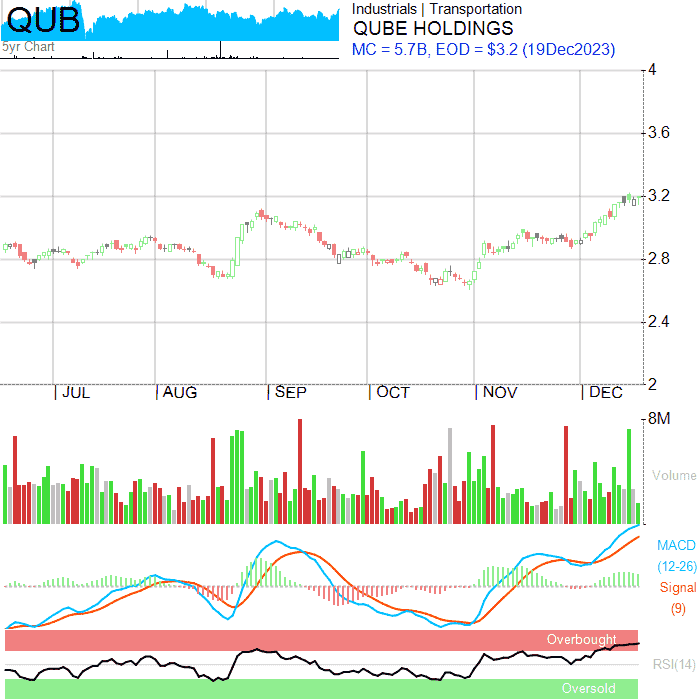 QUB
5yr Chart
Industrials | Transportation
QUBE HOLDINGS
MC = 5.7B, EOD = $3.2 (19Dec2023)
4
3.6
3.2
2.8
2.4
2
JUL AUG SEP OCT NOV DEC
8M
Volume
MACD
(12-26)
Signal
(9)
Overbought
RSI(14)
Oversold